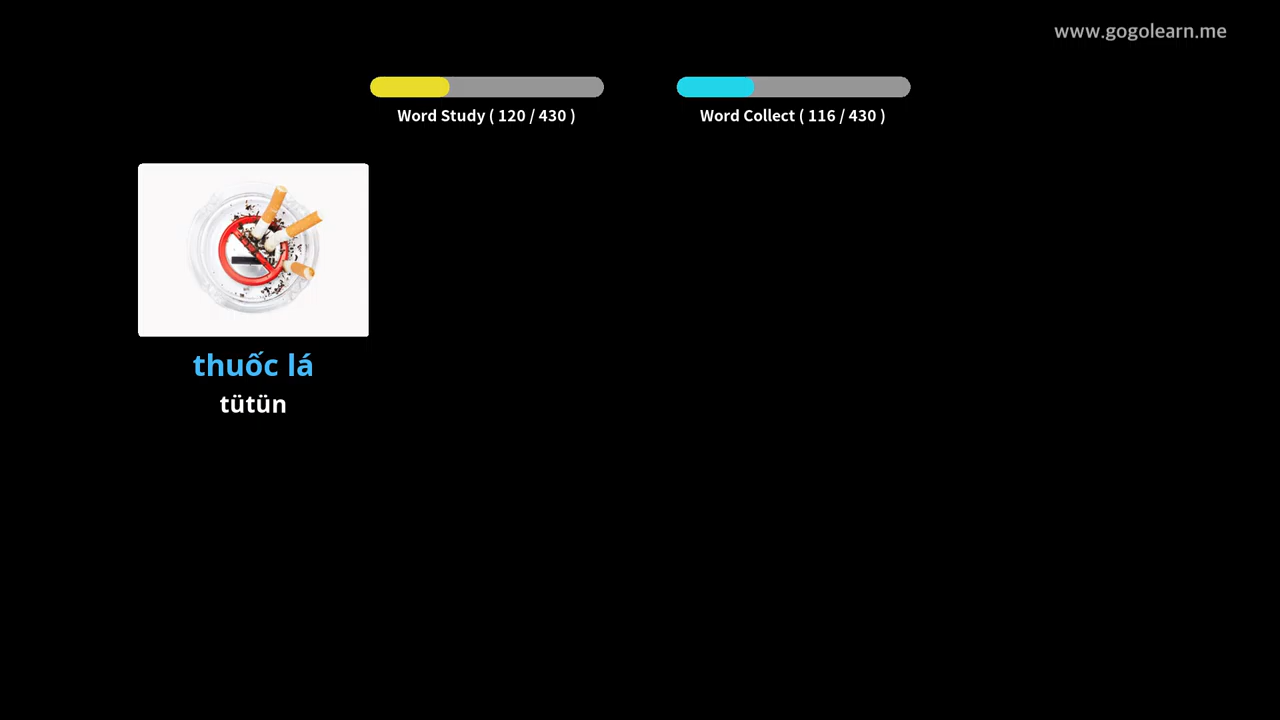 www.gogolearn.me
Word Study ( 120 / 430 )
Word Collect ( 116 / 430 )
thuốc lá
tütün